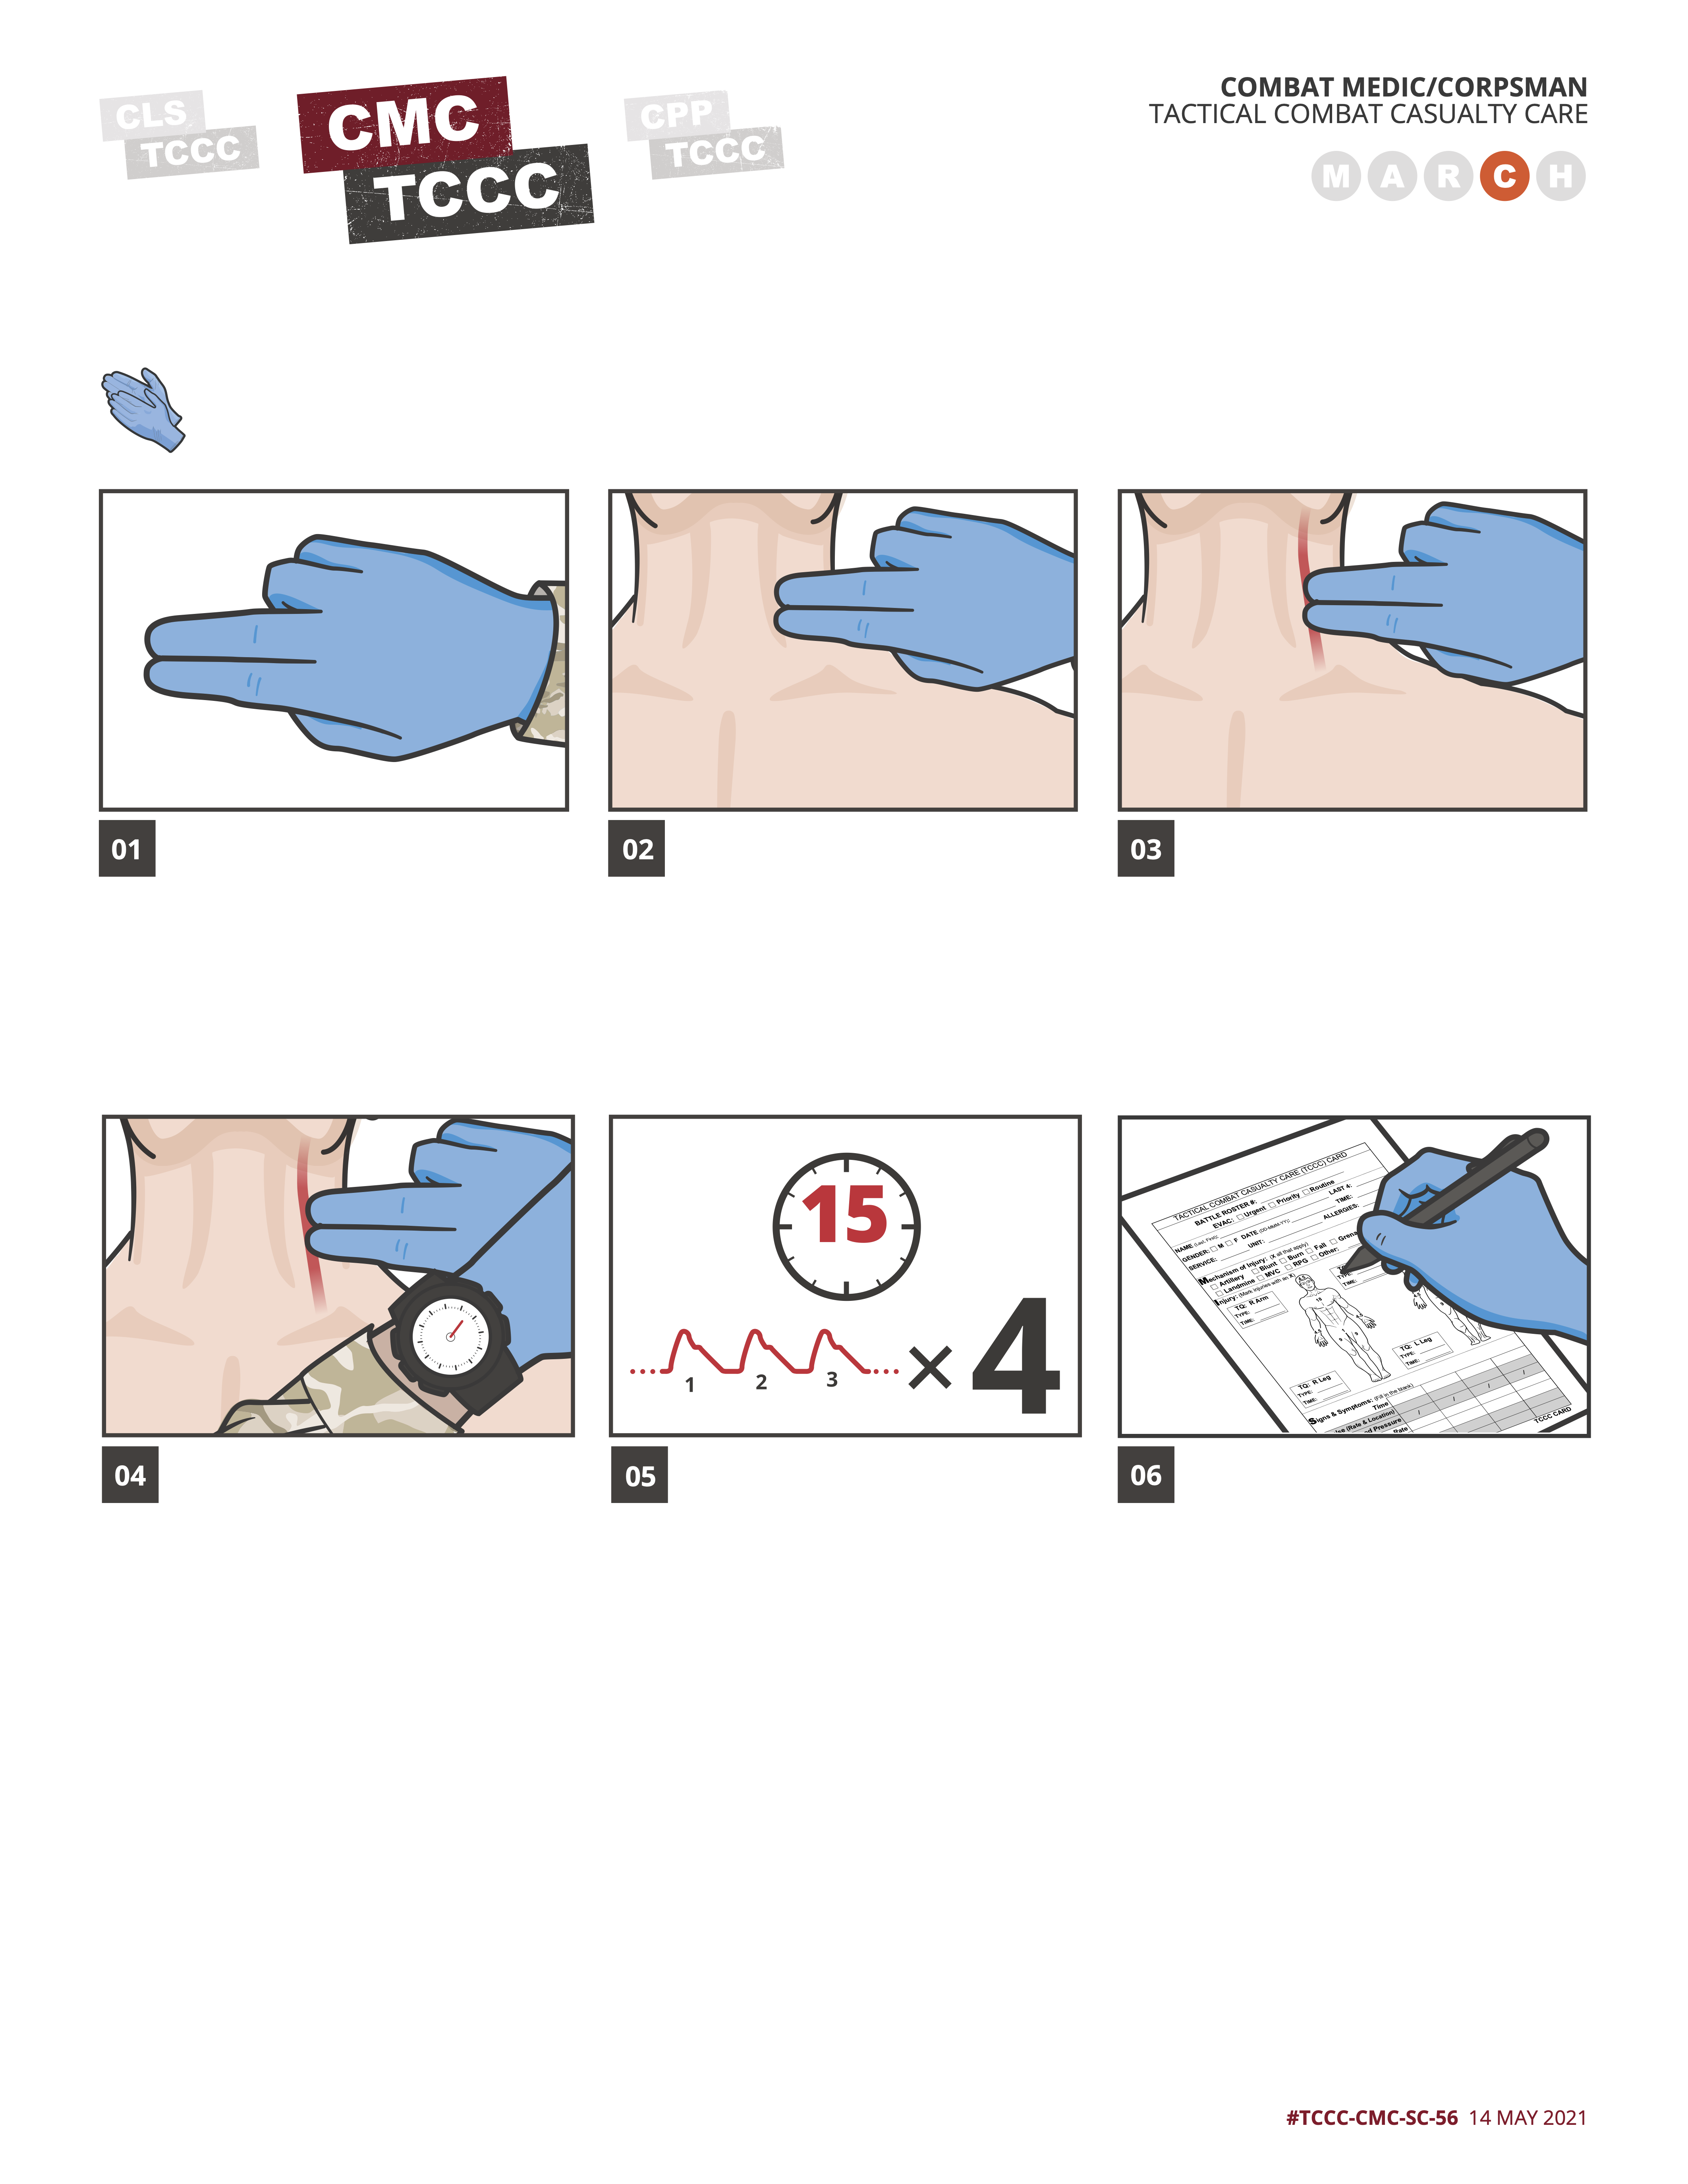 CLS
TCCC
CMC
TCCC
CPP
TCCC
COMBAT MEDIC/CORPSMAN
TACTICAL COMBAT CASUALTY CARE
M A R C H
01
02
03
04
15
1 2 3
×4
05
TACTICAL COMBAT CASUALTY CARE (TCCC) CARD
BATTLE ROSTER #:
EVAC: Urgent Priority Routine
NAME (Last, First): LAST 4:
GENDER: M F DATE (DD-MMM-YY): TIME:
SERVICE: UNIT: ALLERGIES:
Mechanism of Injury: (X all that apply)
Artillery Blunt Burn Fall
Landmine MVC RPG Other:
Injury: (Mark injuries with an X)
TQ: R Arm
TYPE:
TIME:
TYPE:
TIME:
TQ: R Leg
TYPE:
TIME:
TQ: L Leg
TYPE:
TIME:
Signs & Symptoms: (Fill in the blank)
Time
(Rate & Location)
Pressure
Rate
TCCC CARD
06
#TCCC-CMC-SC-56 14 MAY 2021